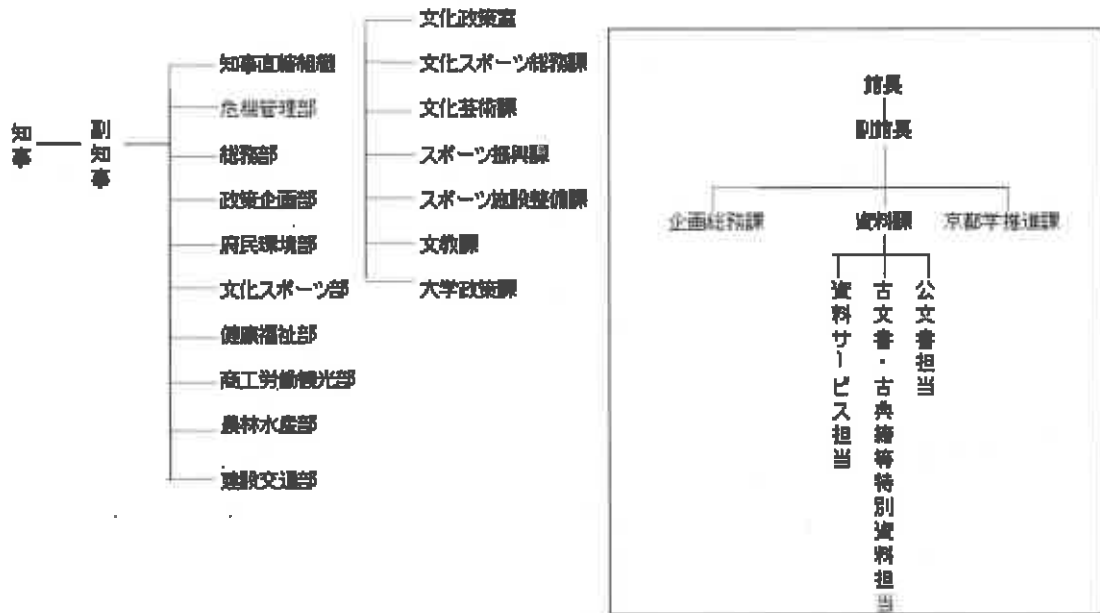 知事
副知事
知事直轄組織
危機管理部
総務部
政策企画部
府民環境部
文化スポーツ部
健康福祉部
商工労働観光部
農林水産部
建設交通部
文化政策室
文化スポーツ総務課
文化芸術課
スポーツ振興課
スポーツ施設整備課
文教課
大学政策課
館長
副館長
企画総務課
資料課
京都学推進課
資料サービス担当
古文書・古典籍等特別資料担当
公文書担当